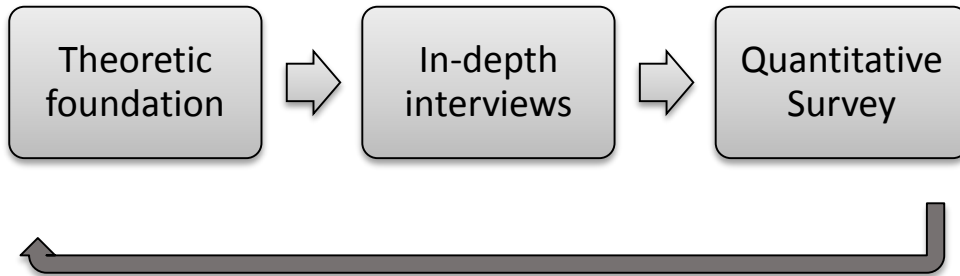 Theoretic
foundation
In-depth
interviews
Quantitative
Survey